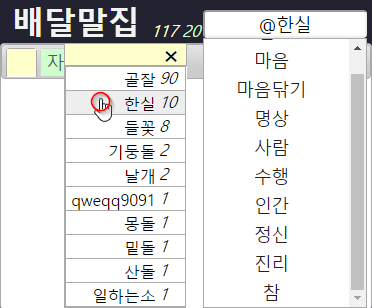 배달말집 117 20
@한실
자
✕
골잘 90
한실 10
들꽃 8
기둥돌 2
날개 2
qweqq9091 1
몽돌 1
밑돌 1
산돌 1
일하는소 1
마음
마음닦기
명상
사람
수행
인간
정신
진리
참